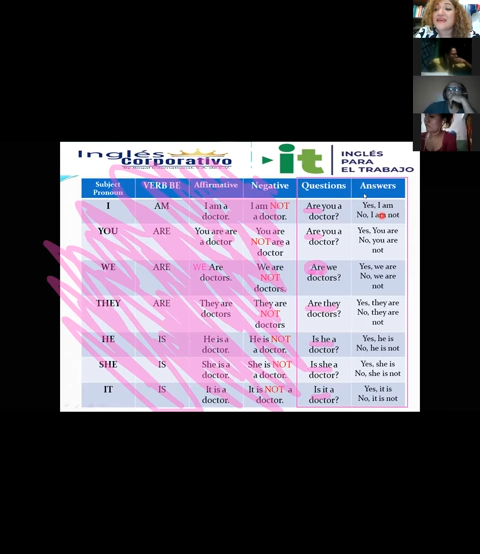 Inglés
Corporativo
it
INGLÉS
PARA
EL TRABAJO
Subject
Pronoun
VERB BE
Affirmative
Negative
Questions
Answers
I
AM
I am a
doctor.
I am NOT
a doctor.
Are you a
doctor?
Yes, I am
No, I am not
YOU
ARE
You are are
a doctor
You are
NOT are a
doctor
Are you a
doctor?
Yes, You are
No, you are
not
WE
ARE
WE Are
doctors.
We are
NOT
doctors.
Are we
doctors?
Yes, we are
No, we are
not
THEY
ARE
They are
doctors
They are
NOT
doctors
Are they
doctors?
Yes, they are
No, they are
not
HE
IS
He is a
doctor.
He is NOT
a doctor.
Is he a
doctor?
Yes, he is
No, he is not
SHE
IS
She is a
doctor.
She is NOT
a doctor.
Is she a
doctor?
Yes, she is
No, she is not
IT
IS
It is a
doctor.
It is NOT a
doctor.
Is it a
doctor?
Yes, it is
No, it is not